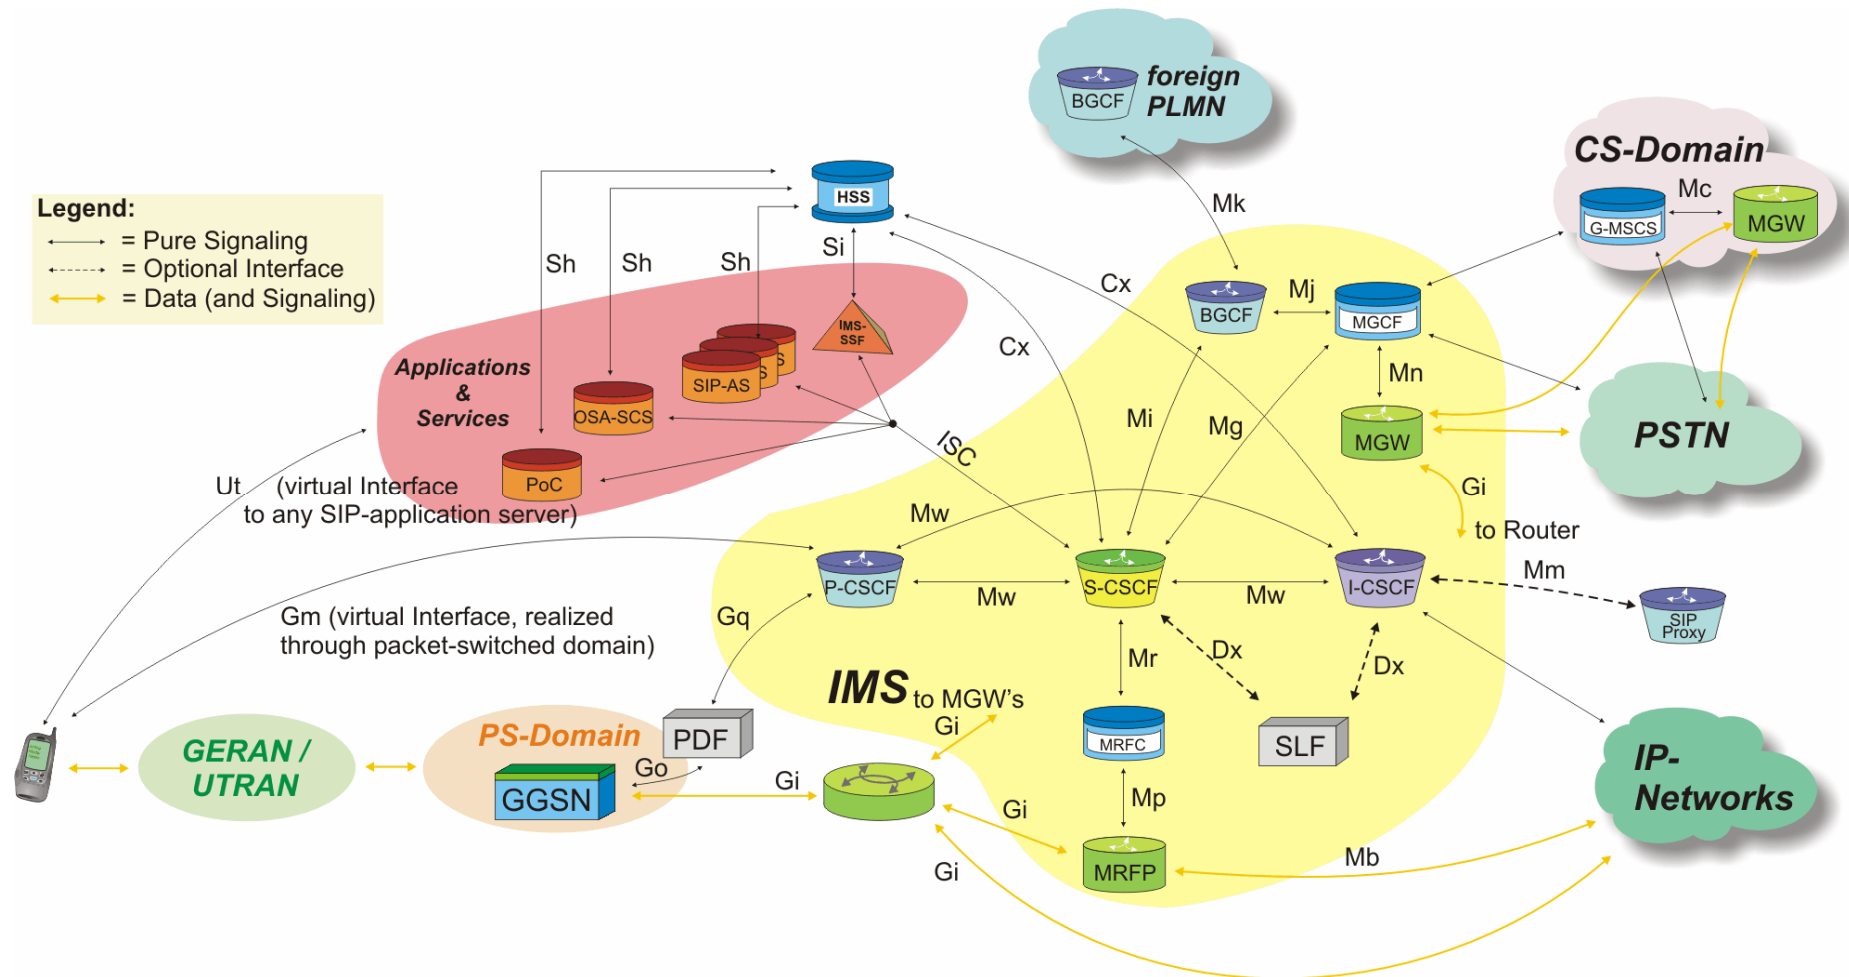 foreign
PLMN
BGCF
CS-Domain
Mc
G-MSCS
MGW
HSS
Mk
Legend:
= Pure Signaling
= Optional Interface
= Data (and Signaling)
Sh
Sh
Sh
Si
Cx
Mj
BGCF
MGCF
IMS-
SSF
Cx
Applications
&
Services
SIP-AS
S
S
OSA-SCS
Mn
Mi
Mg
MGW
PSTN
ISC
PoC
Ut (virtual Interface
to any SIP-application server)
Gi
to Router
Mw
P-CSCF
S-CSCF
I-CSCF
Mm
Mw
Mw
SIP
Proxy
Gq
Gm (virtual Interface, realized
through packet-switched domain)
Mr
Dx
Dx
IMS
to MGW's
Gi
PS-Domain
PDF
MRFC
SLF
GERAN /
UTRAN
Go
GGSN
Gi
IP-
Networks
Mp
Gi
MRFP
Mb
Gi